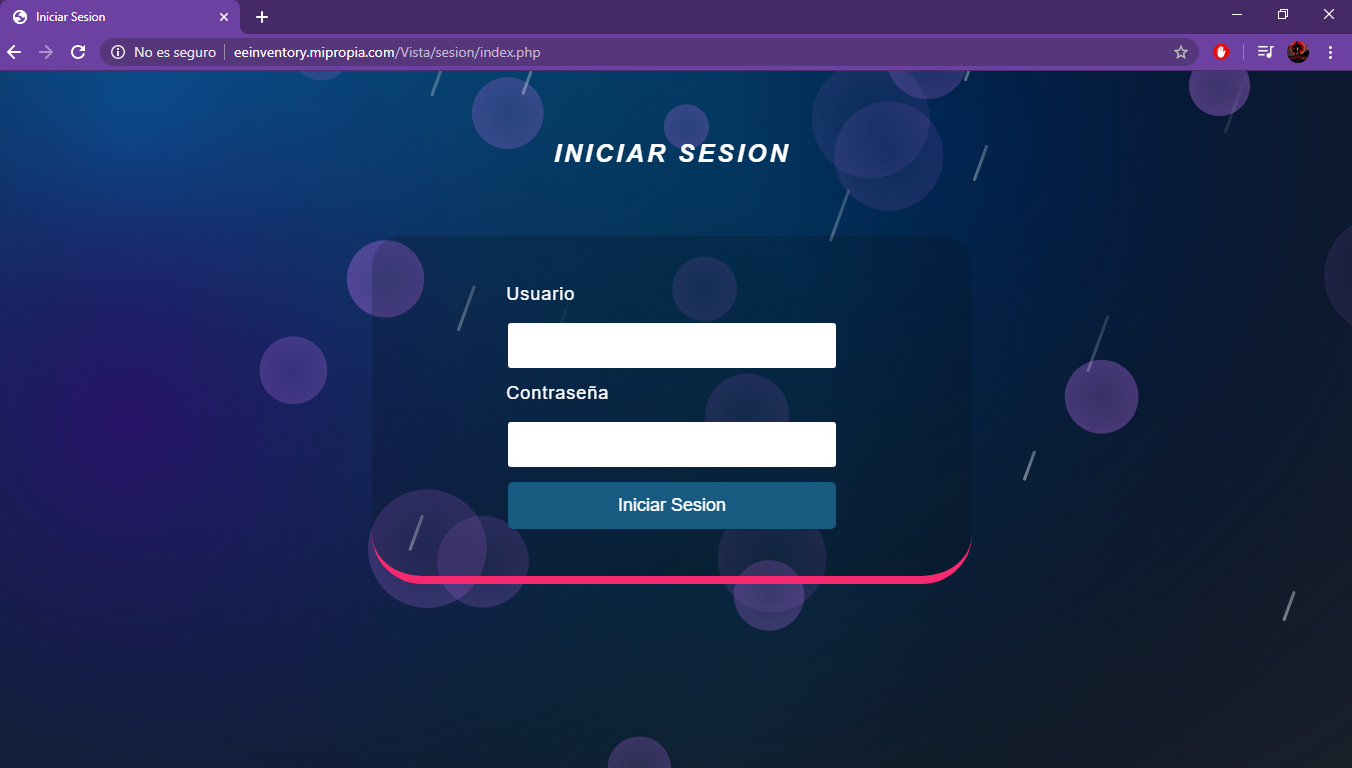 Iniciar Sesion
No es seguro eeinventory.mipropia.com/Vista/sesion/index.php
INICIAR SESION
Usuario
Contraseña
Iniciar Sesion